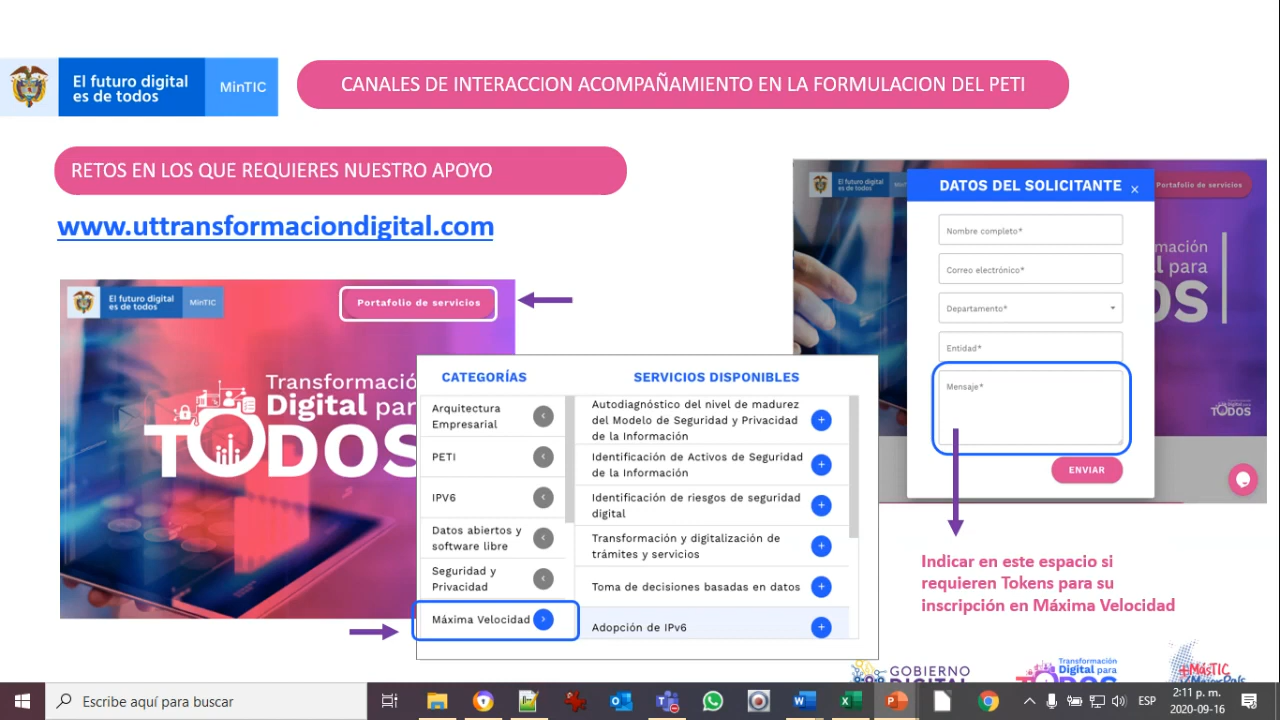 El futuro digital
es de todos
MinTIC
CANALES DE INTERACCION ACOMPAÑAMIENTO EN LA FORMULACION DEL PETI
RETOS EN LOS QUE REQUIERES NUESTRO APOYO
www.uttransformaciondigital.com
El futuro digital
es de todos
MinTIC
Portafolio de servicios
Transformació
Digital para
TODOS
CATEGORÍAS
Arquitectura
Empresarial
PETI
IPV6
Datos abiertos y
software libre
Seguridad y
Privacidad
Máxima Velocidad
SERVICIOS DISPONIBLES
Autodiagnóstico del nivel de madurez
del Modelo de Seguridad y Privacidad
de la Información
Identificación de Activos de Seguridad
de la Información
Identificación de riesgos de seguridad
digital
Transformación y digitalización de
trámites y servicios
Toma de decisiones basadas en datos
Adopción de IPv6
El futuro digital
es de todos
DATOS DEL SOLICITANTE
Portafolio de servicios
Nombre completo*
Correo electrónico*
Departamento*
Entidad*
Mensaje*
ENVIAR
mación
l para
OS
TODOS
Indicar en este espacio si
requieren Tokens para su
inscripción en Máxima Velocidad
GOBIERNO
DIGITAL
Transformación
Digital para
TODOS
+MásTIC
Escribe aquí para buscar
ESP
2:11 p. m.
2020-09-16